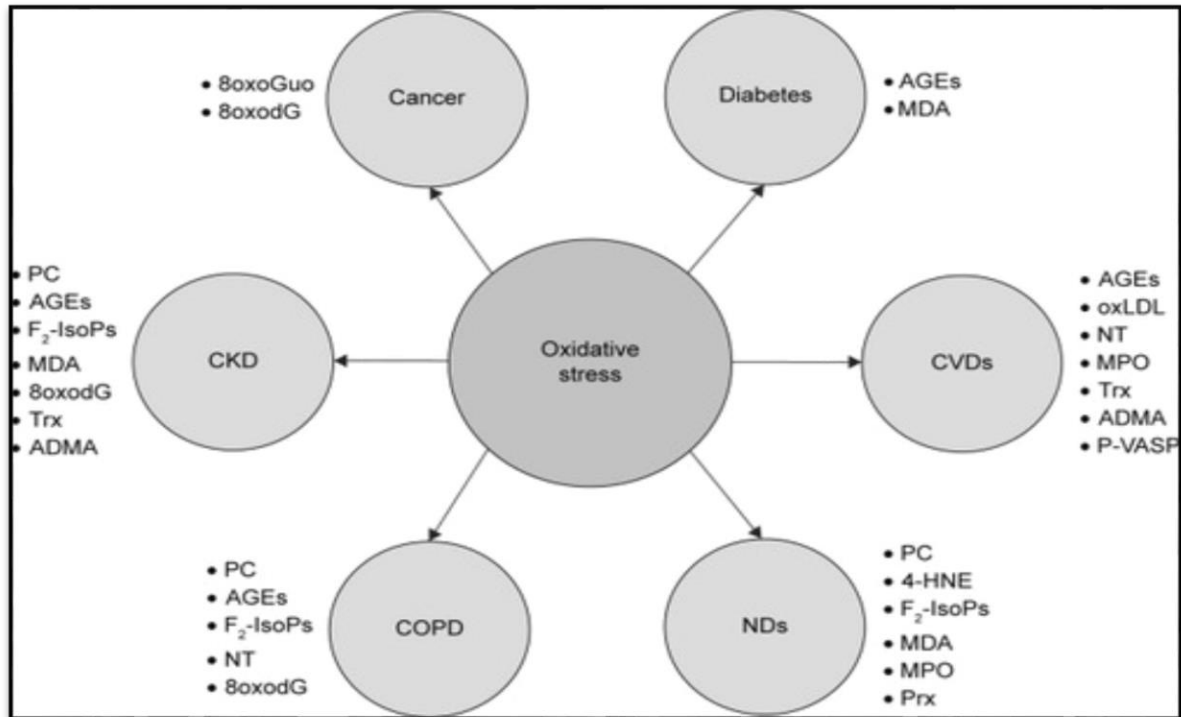 • 8oxoGuo
• 8oxodG
Cancer
Diabetes
• AGEs
• MDA
• PC
• AGEs
• F₂-IsoPs
• MDA
• 8oxodG
• Trx
• ADMA
CKD
Oxidative
stress
CVDs
• AGEs
• oxLDL
• NT
• MPO
• Trx
• ADMA
• P-VASP
• PC
• AGEs
• F₂-IsoPs
• NT
• 8oxodG
COPD
NDs
• PC
• 4-HNE
• F₂-IsoPs
• MDA
• MPO
• Prx